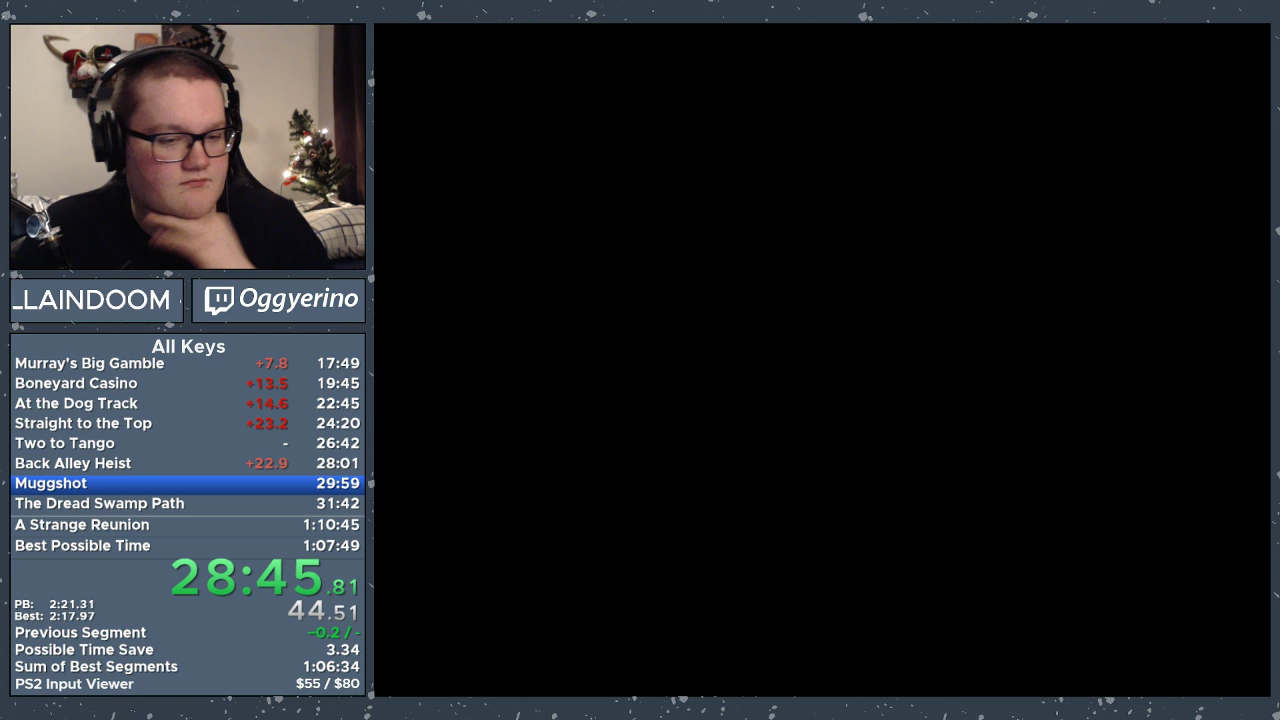 LAINDOOM
Oggyerino
All Keys
Murray's Big Gamble +7.8 17:49
Boneyard Casino +13.5 19:45
At the Dog Track +14.6 22:45
Straight to the Top +23.2 24:20
Two to Tango - 26:42
Back Alley Heist +22.9 28:01
Muggshot 29:59
The Dread Swamp Path 31:42
A Strange Reunion 1:10:45
Best Possible Time 1:07:49
28:45.81
PB: 2:21.31
Best: 2:17.97
44.51
Previous Segment -0.2 / -
Possible Time Save 3.34
Sum of Best Segments 1:06:34
PS2 Input Viewer $55 / $80